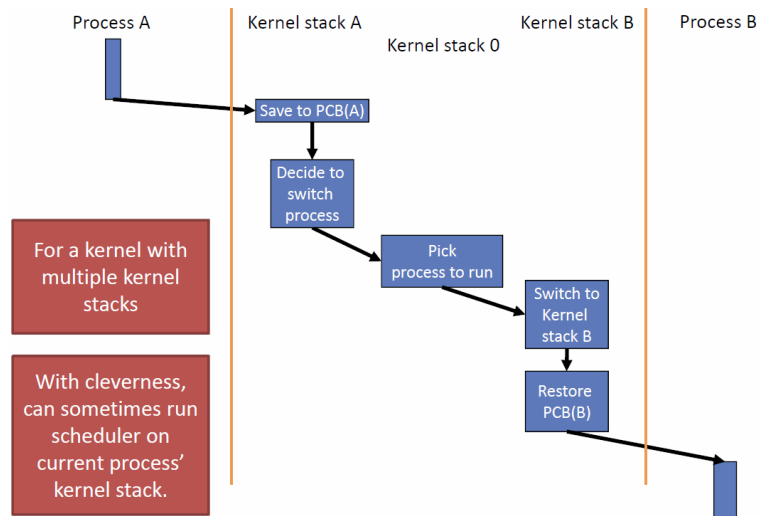 Process A
Kernel stack A
Kernel stack 0
Kernel stack B
Process B
Save to PCB(A)
Decide to
switch
process
Pick
process to run
Switch to
Kernel
stack B
Restore
PCB(B)
For a kernel with
multiple kernel
stacks
With cleverness,
can sometimes run
scheduler on
current process’
kernel stack.